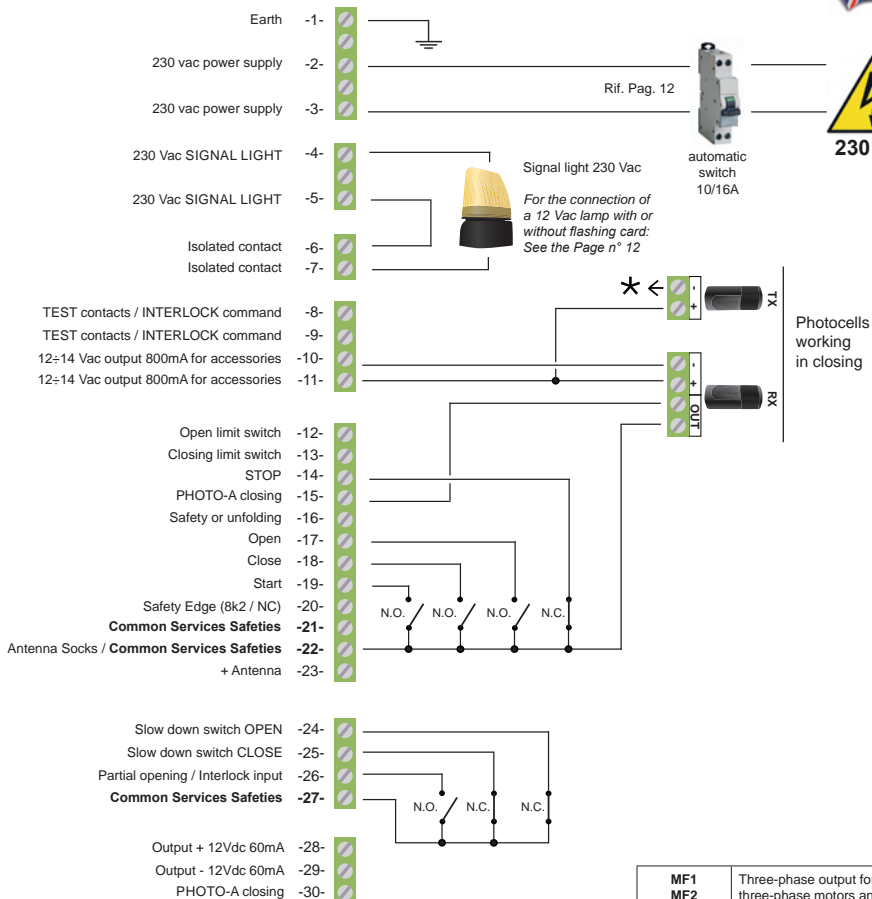 Earth -1-
230 vac power supply -2-
Rif. Pag. 12
230 vac power supply -3-
automatic
switch
10/16A
230
230 Vac SIGNAL LIGHT -4-
230 Vac SIGNAL LIGHT -5-
Signal light 230 Vac
For the connection of
a 12 Vac lamp with or
without flashing card:
See the Page n° 12
Isolated contact -6-
Isolated contact -7-
TEST contacts / INTERLOCK command -8-
TEST contacts / INTERLOCK command -9-
12÷14 Vac output 800mA for accessories -10-
12÷14 Vac output 800mA for accessories -11-
* - + TX
- + OUT RX
Photocells
working
in closing
Open limit switch -12-
Closing limit switch -13-
STOP -14-
PHOTO-A closing -15-
Safety or unfolding -16-
Open -17-
Close -18-
Start -19-
Safety Edge (8k2 / NC) -20-
Common Services Safeties -21-
Antenna Socks / Common Services Safeties -22-
+ Antenna -23-
N.O. N.O. N.O. N.C.
Slow down switch OPEN -24-
Slow down switch CLOSE -25-
Partial opening / Interlock input -26-
Common Services Safeties -27-
N.O. N.C. N.C.
Output + 12Vdc 60mA -28-
Output - 12Vdc 60mA -29-
PHOTO-A closing -30-
MF1 Three-phase output for
MF2 three-phase motors an